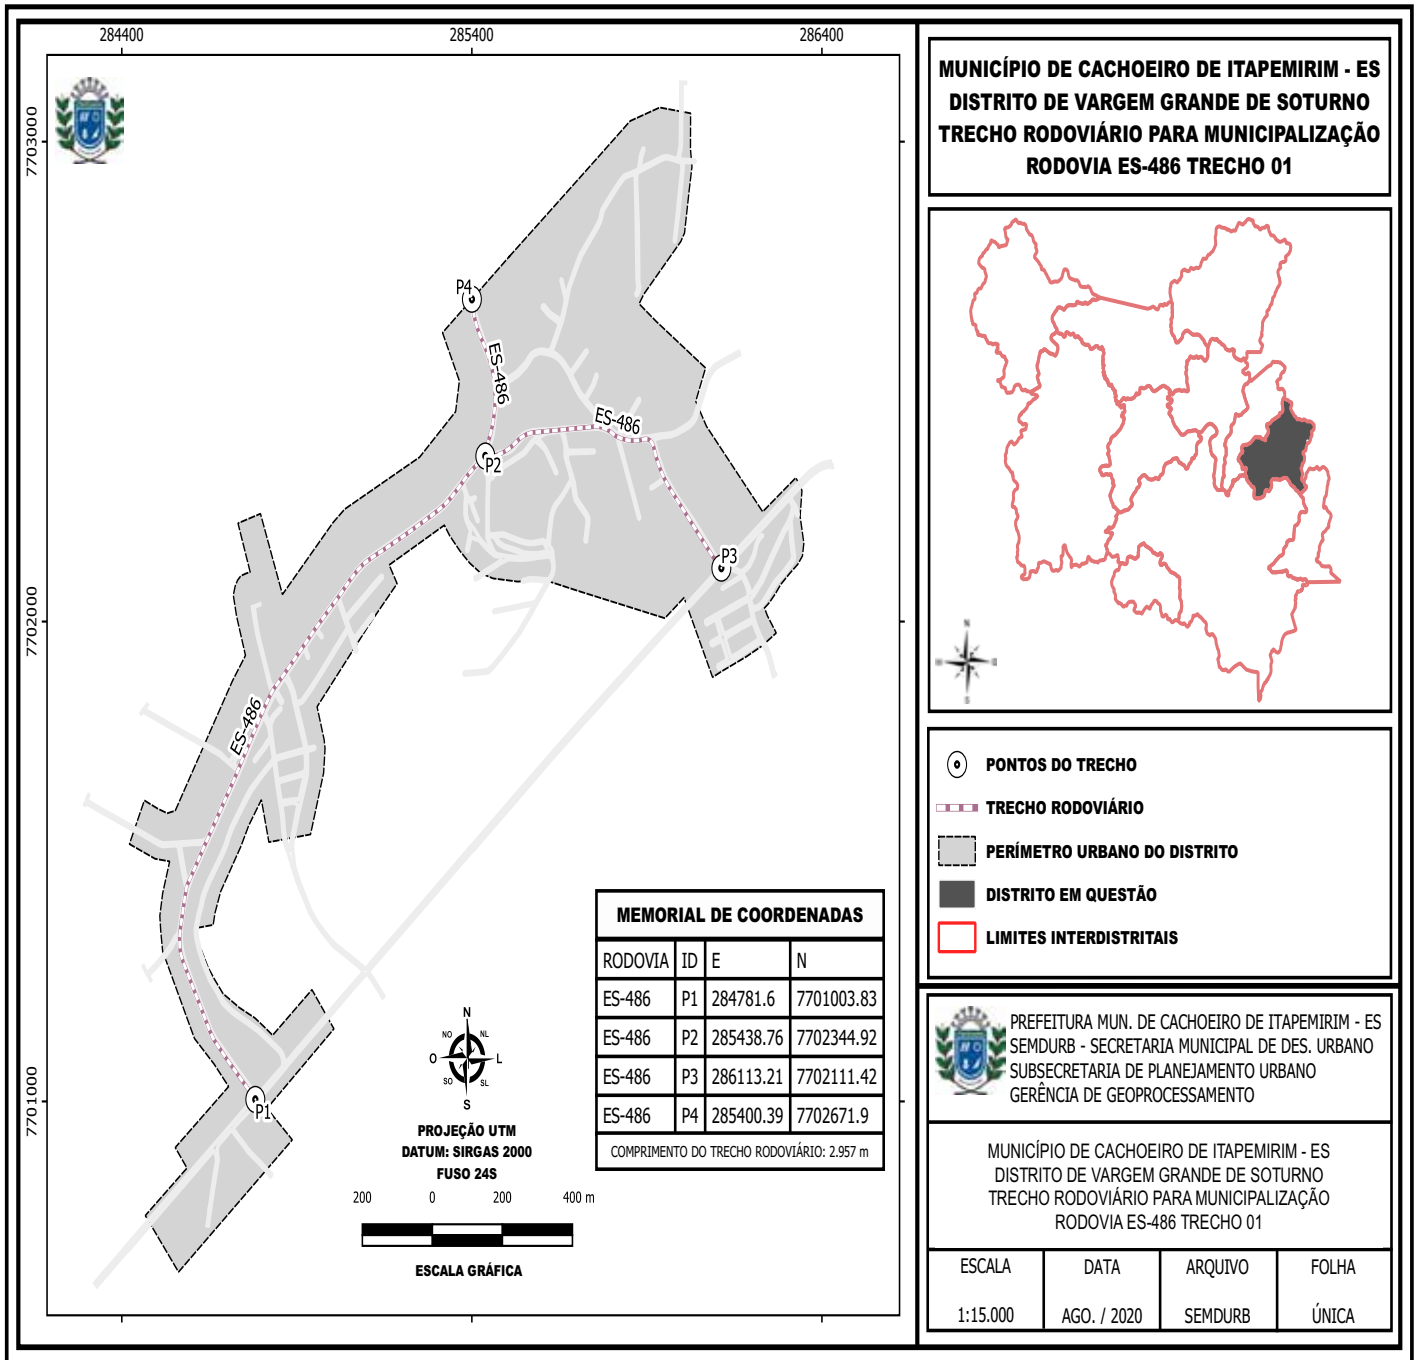 284400
285400
286400
7703000
7702000
7701000
P4
ES-486
ES-486
P2
P3
ES-486
P1
MEMORIAL DE COORDENADAS
RODOVIA ID E N
ES-486 P1 284781.6 7701003.83
ES-486 P2 285438.76 7702344.92
ES-486 P3 286113.21 7702111.42
ES-486 P4 285400.39 7702671.9
COMPRIMENTO DO TRECHO RODOVIÁRIO: 2.957 m
N
NO NL
O L
SO SL
S
PROJEÇÃO UTM
DATUM: SIRGAS 2000
FUSO 24S
200 0 200 400 m
ESCALA GRÁFICA
MUNICÍPIO DE CACHOEIRO DE ITAPEMIRIM - ES
DISTRITO DE VARGEM GRANDE DE SOTURNO
TRECHO RODOVIÁRIO PARA MUNICIPALIZAÇÃO
RODOVIA ES-486 TRECHO 01
N
S
PONTOS DO TRECHO
TRECHO RODOVIÁRIO
PERÍMETRO URBANO DO DISTRITO
DISTRITO EM QUESTÃO
LIMITES INTERDISTRITAIS
PREFEITURA MUN. DE CACHOEIRO DE ITAPEMIRIM - ES
SEMDURB - SECRETARIA MUNICIPAL DE DES. URBANO
SUBSECRETARIA DE PLANEJAMENTO URBANO
GERÊNCIA DE GEOPROCESSAMENTO
MUNICÍPIO DE CACHOEIRO DE ITAPEMIRIM - ES
DISTRITO DE VARGEM GRANDE DE SOTURNO
TRECHO RODOVIÁRIO PARA MUNICIPALIZAÇÃO
RODOVIA ES-486 TRECHO 01
ESCALA DATA ARQUIVO FOLHA
1:15.000 AGO. / 2020 SEMDURB ÚNICA